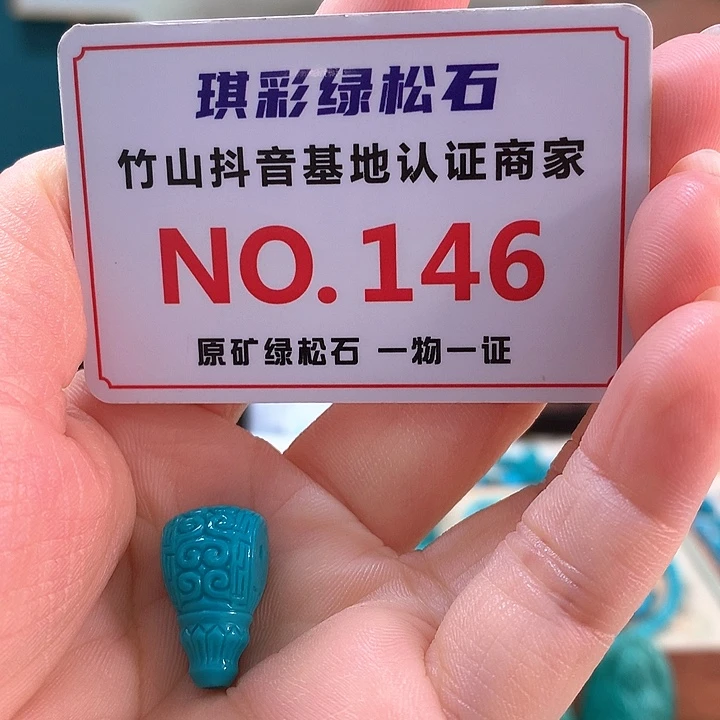 琪彩绿松石
竹山抖音基地认证商家
NO.146
原矿绿松石 一物一证